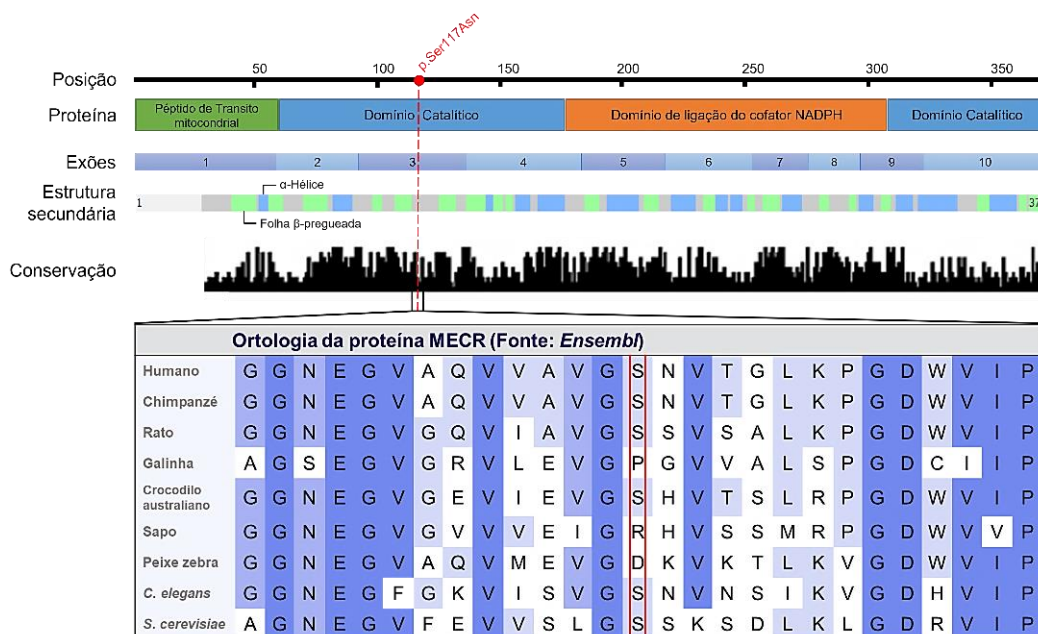 p.Ser117Asn
Posição 50 100 150 200 250 300 350
Proteína
Péptido de Transito
mitocondrial
Domínio Catalítico
Domínio de ligação do cofator NADPH
Domínio Catalítico
Exões 1 2 3 4 5 6 7 8 9 10
Estrutura
secundária
α-Hélice
1 37
Folha β-pregueada
Conservação
Ortologia da proteína MECR (Fonte: Ensembl)
Humano G G N E G V A Q V V A V G S N V T G L K P G D W V I P
Chimpanzé G G N E G V A Q V V A V G S N V T G L K P G D W V I P
Rato G G N E G V G Q V I A V G S S V S A L K P G D W V I P
Galinha A G S E G V G R V L E V G P G V V A L S P G D C I I P
Crocodilo
australiano G G N E G V G E V I E V G S H V T S L R P G D W V I P
Sapo G G N E G V G V V V E I G R H V S S M R P G D W V V P
Peixe zebra G G N E G V A Q V M E V G D K V K T L K V G D W V I P
C. elegans G G N E G F G K V I S V G S N V N S I K V G D H V I P
S. cerevisiae A G N E G V F E V V S L G S S K S D L K L G D R V I P